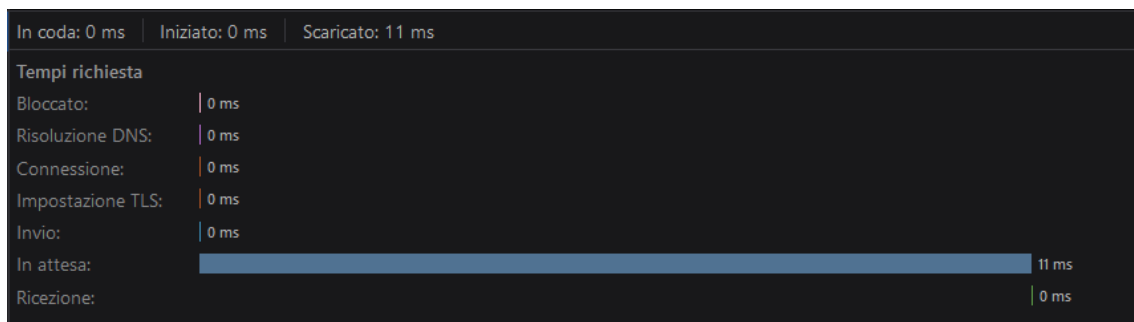 In coda: 0 ms Iniziato: 0 ms Scaricato: 11 ms
Tempi richiesta
Bloccato: 0 ms
Risoluzione DNS: 0 ms
Connessione: 0 ms
Impostazione TLS: 0 ms
Invio: 0 ms
In attesa: 11 ms
Ricezione: 0 ms